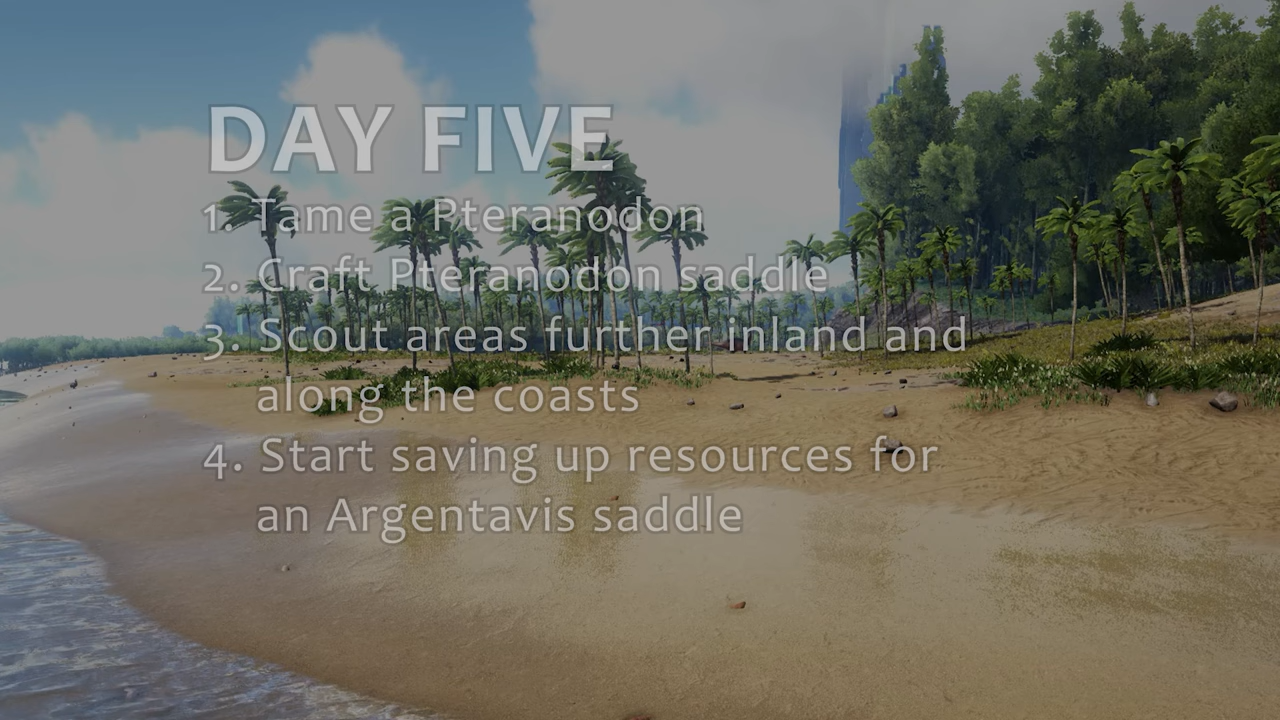 DAY FIVE
1. Tame a Pteranodon
2. Craft Pteranodon saddle
3. Scout areas further inland and
along the coasts
4. Start saving up resources for
an Argentavis saddle